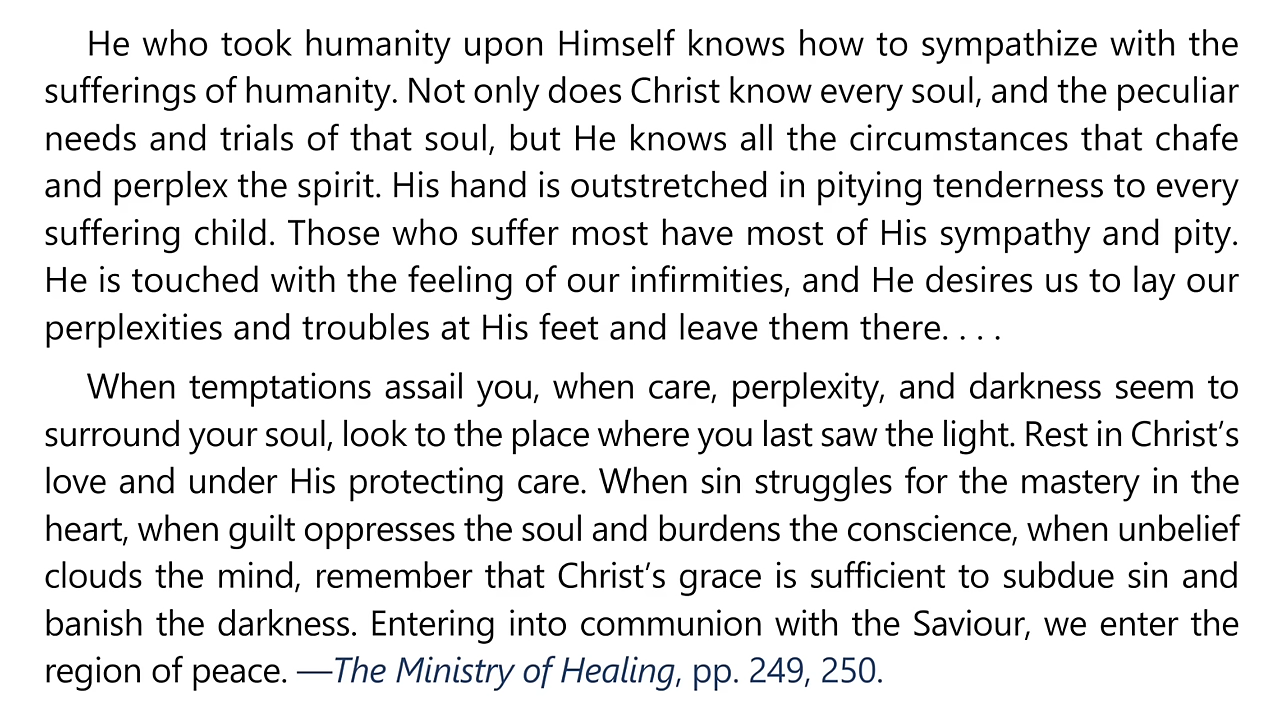 He who took humanity upon Himself knows how to sympathize with the
sufferings of humanity. Not only does Christ know every soul, and the peculiar
needs and trials of that soul, but He knows all the circumstances that chafe
and perplex the spirit. His hand is outstretched in pitying tenderness to every
suffering child. Those who suffer most have most of His sympathy and pity.
He is touched with the feeling of our infirmities, and He desires us to lay our
perplexities and troubles at His feet and leave them there. . . .
When temptations assail you, when care, perplexity, and darkness seem to
surround your soul, look to the place where you last saw the light. Rest in Christ’s
love and under His protecting care. When sin struggles for the mastery in the
heart, when guilt oppresses the soul and burdens the conscience, when unbelief
clouds the mind, remember that Christ’s grace is sufficient to subdue sin and
banish the darkness. Entering into communion with the Saviour, we enter the
region of peace. —The Ministry of Healing, pp. 249, 250.